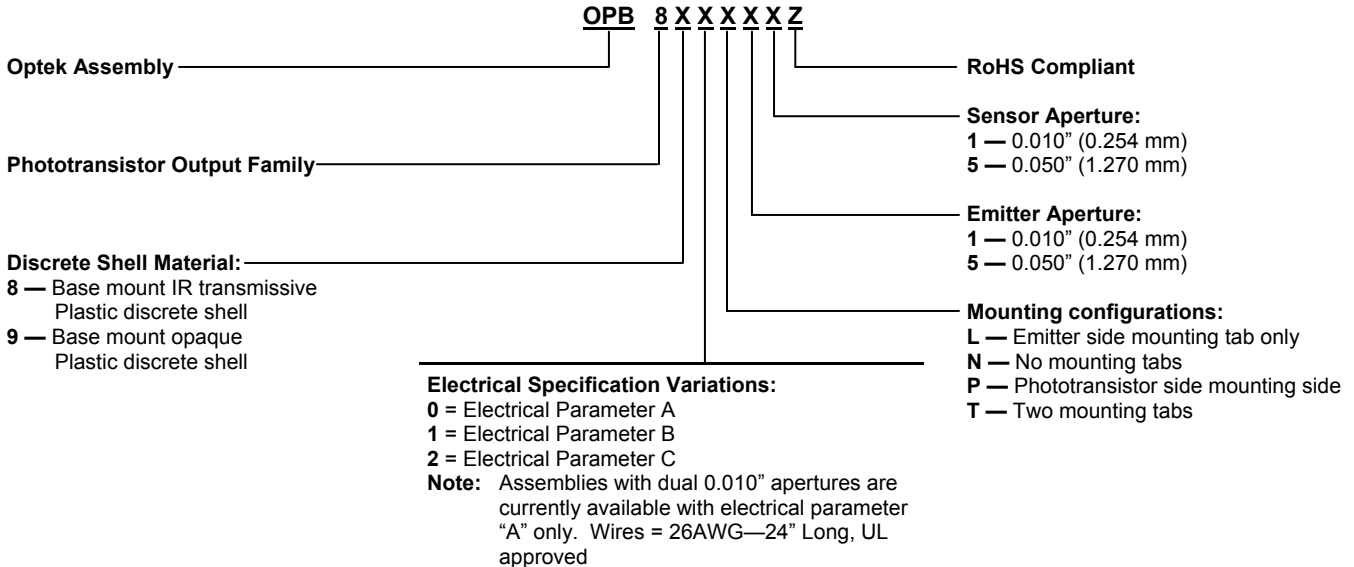 OPB 8 X X X X X Z
Optek Assembly
Phototransistor Output Family
Discrete Shell Material:
8 — Base mount IR transmissive
Plastic discrete shell
9 — Base mount opaque
Plastic discrete shell
Electrical Specification Variations:
0 = Electrical Parameter A
1 = Electrical Parameter B
2 = Electrical Parameter C
Note: Assemblies with dual 0.010” apertures are
currently available with electrical parameter
“A” only. Wires = 26AWG—24” Long, UL
approved
RoHS Compliant
Sensor Aperture:
1 — 0.010” (0.254 mm)
5 — 0.050” (1.270 mm)
Emitter Aperture:
1 — 0.010” (0.254 mm)
5 — 0.050” (1.270 mm)
Mounting configurations:
L — Emitter side mounting tab only
N — No mounting tabs
P — Phototransistor side mounting side
T — Two mounting tabs